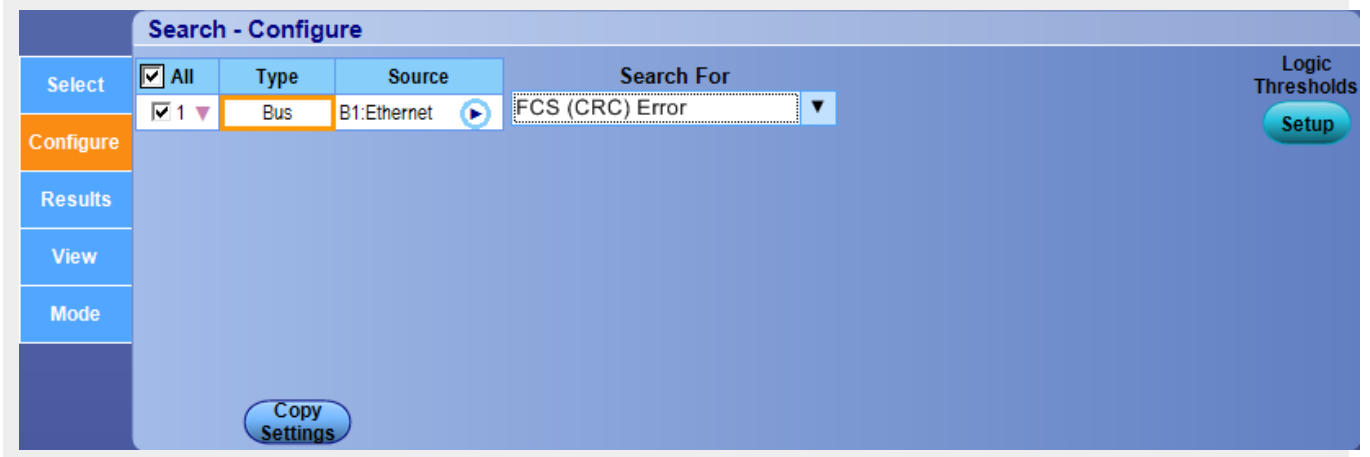 Search - Configure
Select
Configure
Results
View
Mode
All Type Source
1 Bus B1:Ethernet
Search For
FCS (CRC) Error
Logic
Thresholds
Setup
Copy
Settings